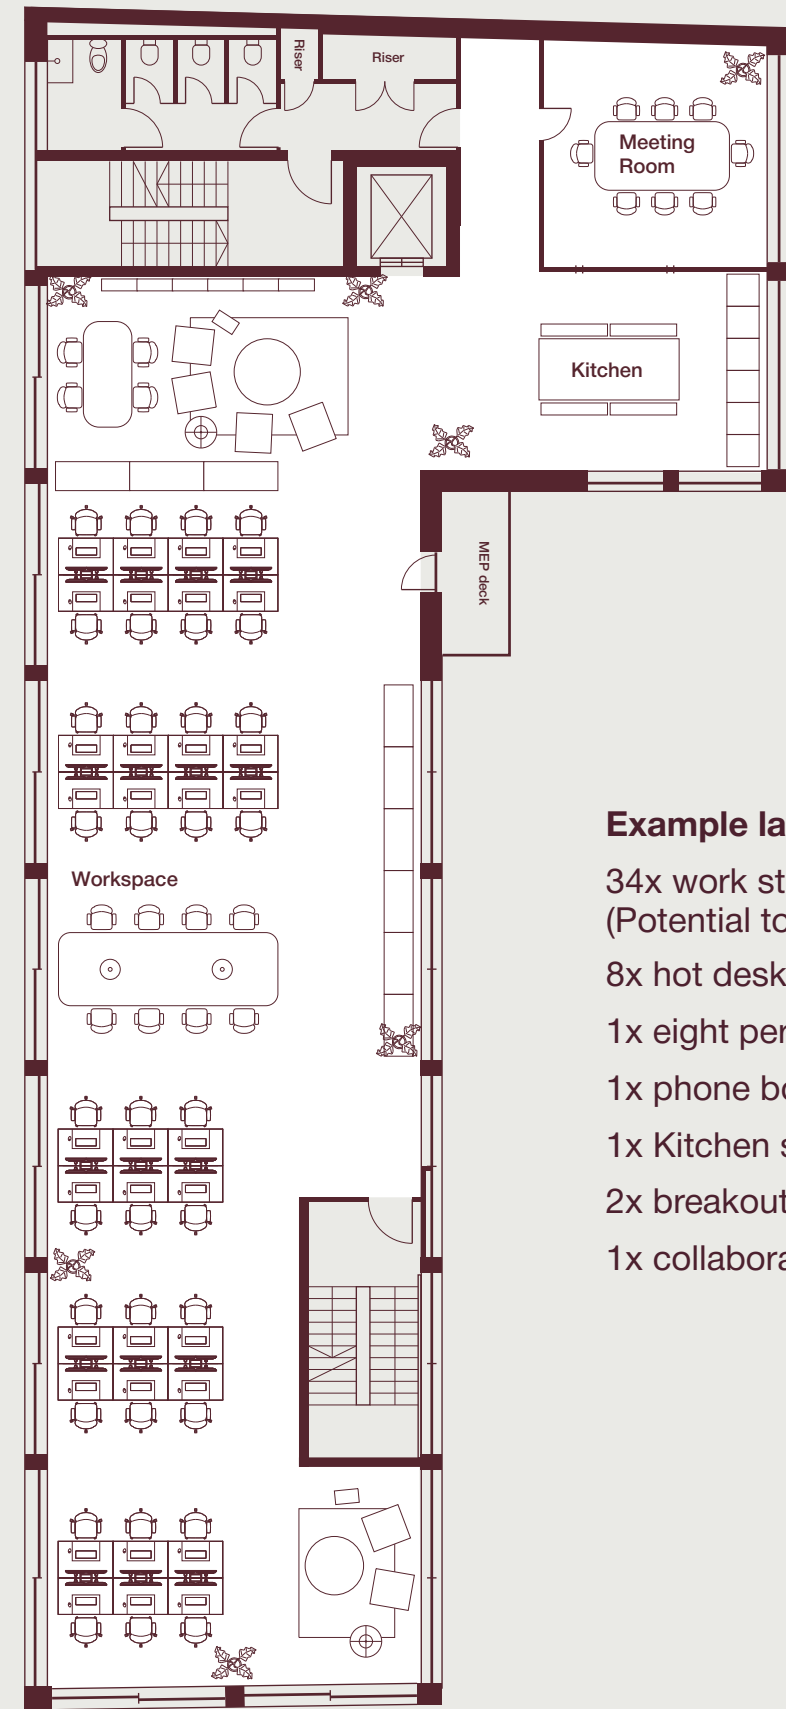 Riser
Riser
Meeting
Room
Kitchen
MEP deck
Workspace
Example la
34x work st
(Potential to
8x hot desk
1x eight per
1x phone bo
1x Kitchen s
2x breakout
1x collabora